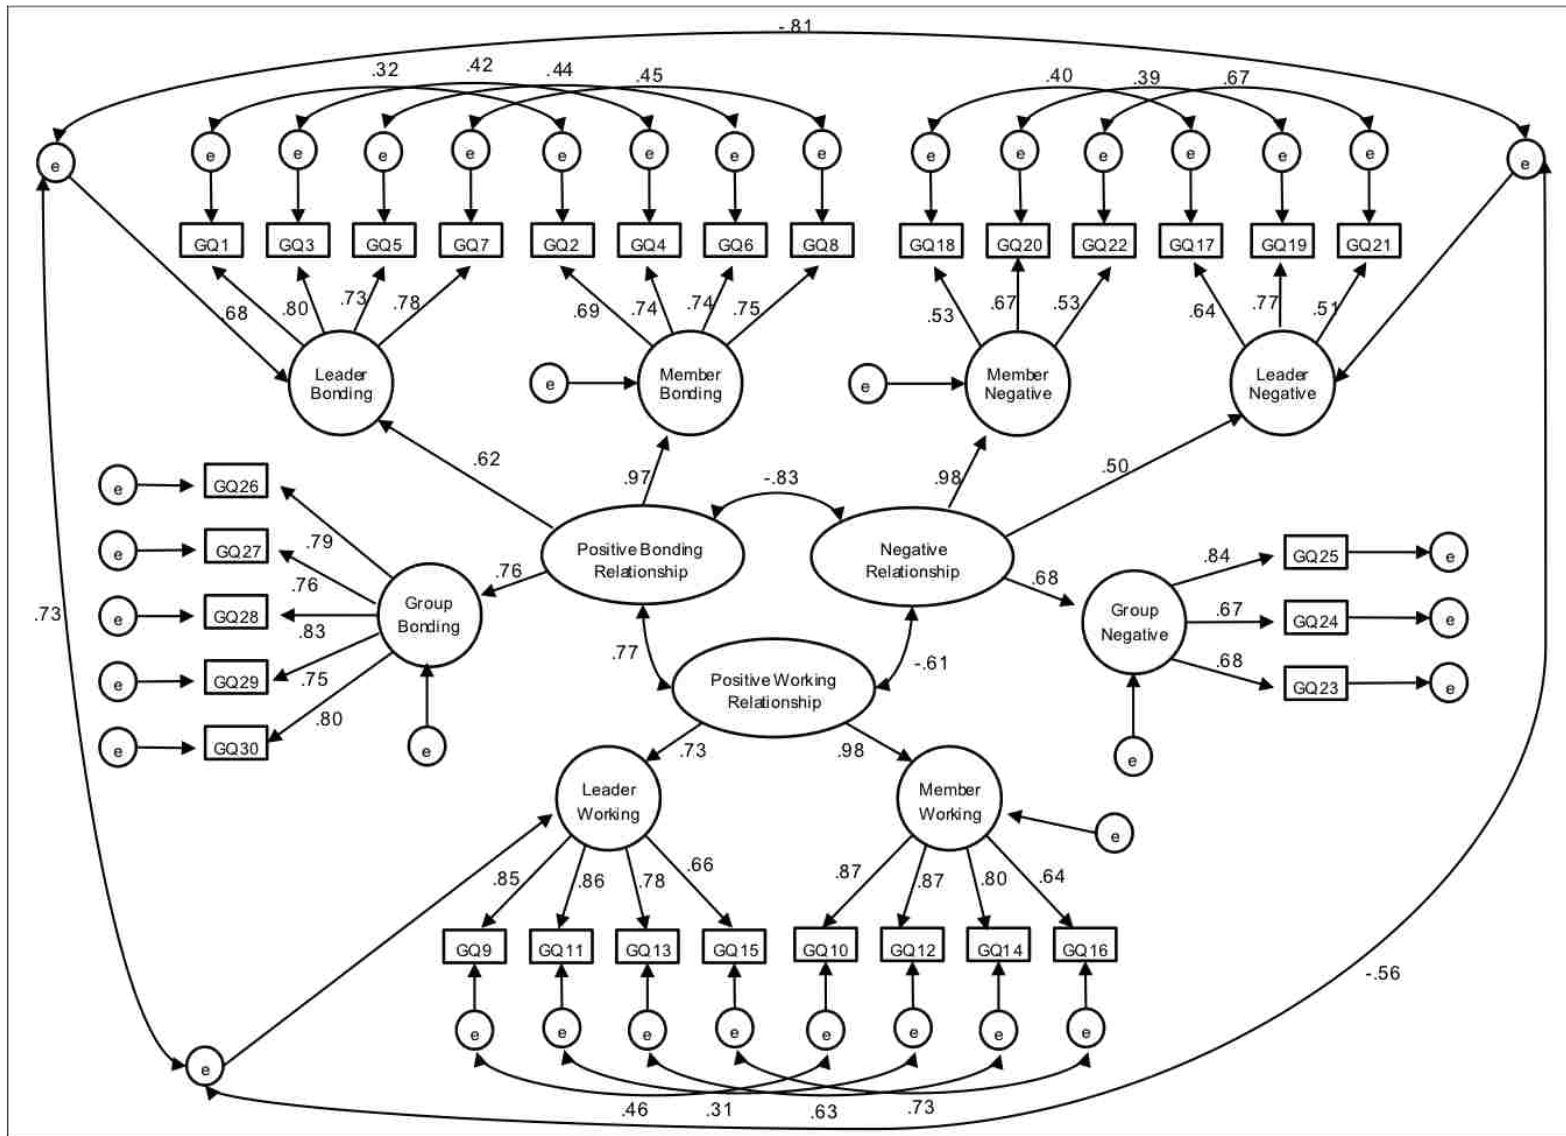 -.81
.32 .42 .44 .45 .40 .39 .67
e e e e e e e e e e e e e e
e e
GQ1 GQ3 GQ5 GQ7 GQ2 GQ4 GQ6 GQ8 GQ18 GQ20 GQ22 GQ17 GQ19 GQ21
.68 .80 .73 .78 .69 .74 .74 .75 .53 .67 .53 .64 .77 .51
Leader
Bonding
e
Member
Bonding
e
Member
Negative
Leader
Negative
.62 .97 -.83 .98 .50
e GQ26
e GQ27
e GQ28
e GQ29
e GQ30
.79
.76
.83
.75
.80
Group
Bonding
e
.76
Positive Bonding
Relationship
Negative
Relationship
.68
Group
Negative
e
.84 GQ25 e
.67 GQ24 e
.68 GQ23 e
.73
.77
-.61
Positive Working
Relationship
.73 .98
Leader
Working
Member
Working
e
.85 .86 .78 .66 .87 .87 .80 .64
GQ9 GQ11 GQ13 GQ15 GQ10 GQ12 GQ14 GQ16
-.56
e e e e e e e e
e
.46 .31 .63 .73